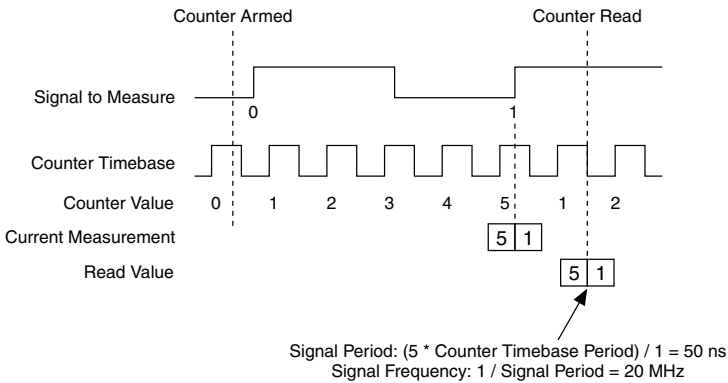 Counter Armed Counter Read
Signal to Measure
0 1
Counter Timebase
Counter Value 0 1 2 3 4 5 1 2
Current Measurement 5 1
Read Value 5 1
Signal Period: (5 * Counter Timebase Period) / 1 = 50 ns
Signal Frequency: 1 / Signal Period = 20 MHz